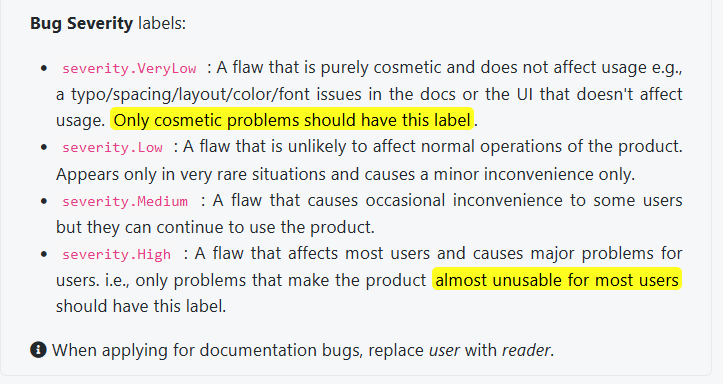 Bug Severity labels:
• severity.VeryLow : A flaw that is purely cosmetic and does not affect usage e.g.,
a typo/spacing/layout/color/font issues in the docs or the UI that doesn't affect
usage. Only cosmetic problems should have this label.
• severity.Low : A flaw that is unlikely to affect normal operations of the product.
Appears only in very rare situations and causes a minor inconvenience only.
• severity.Medium : A flaw that causes occasional inconvenience to some users
but they can continue to use the product.
• severity.High : A flaw that affects most users and causes major problems for
users. i.e., only problems that make the product almost unusable for most users
should have this label.
When applying for documentation bugs, replace user with reader.